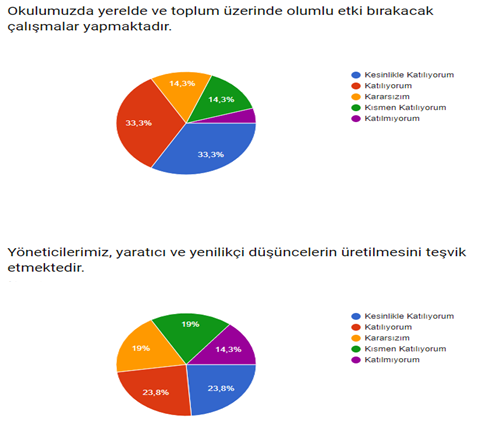 Okulumuzda yerelde ve toplum üzerinde olumlu etki bırakacak
çalışmalar yapmaktadır.
14,3%
14,3%
33,3%
33,3%
Kesinlikle Katılıyorum
Katılıyorum
Kararsızım
Kısmen Katılıyorum
Katılmıyorum
Yöneticilerimiz, yaratıcı ve yenilikçi düşüncelerin üretilmesini teşvik
etmektedir.
19%
19%
14,3%
23,8%
23,8%
Kesinlikle Katılıyorum
Katılıyorum
Kararsızım
Kısmen Katılıyorum
Katılmıyorum